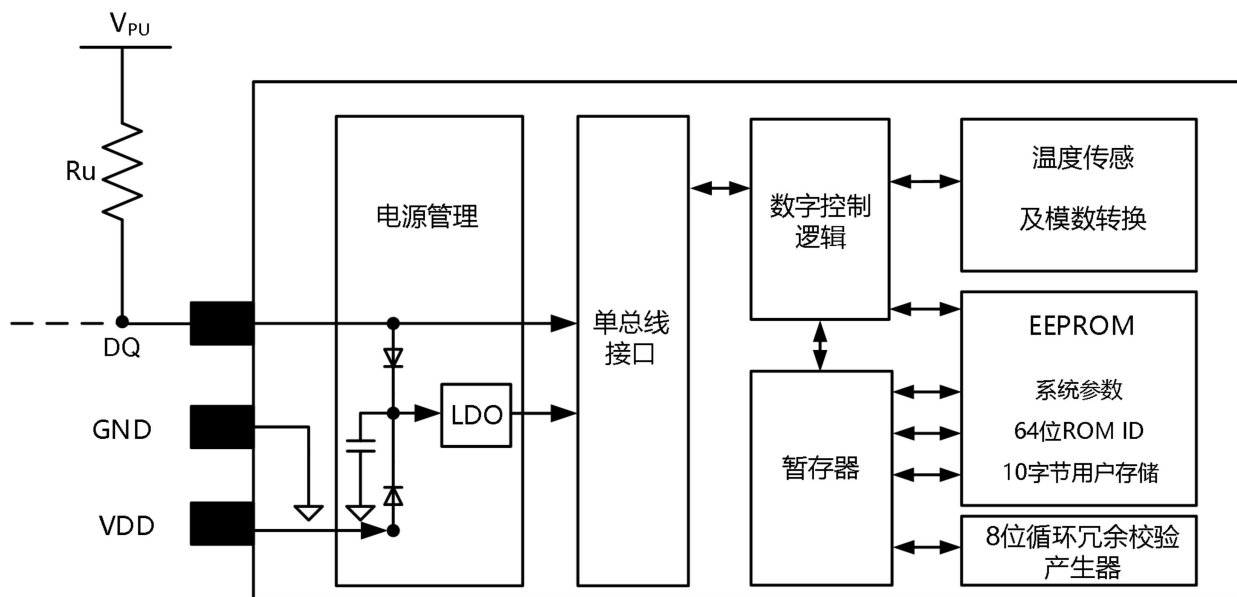 V_PU
Ru
DQ
GND
VDD
电源管理
LDO
单总线
接口
数字控制
逻辑
暂存器
温度传感
及模数转换
EEPROM
系统参数
64位ROM ID
10字节用户存储
8位循环冗余校验
产生器